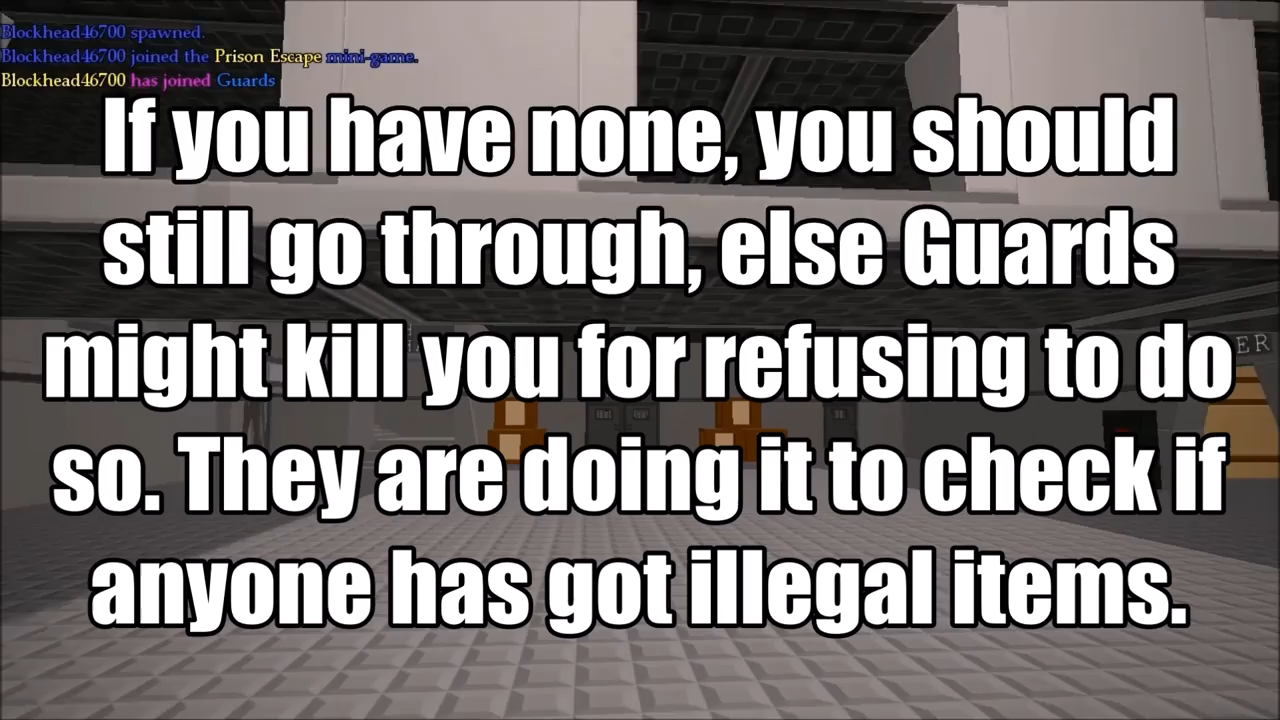 Blockhead46700 spawned.
Blockhead46700 joined the Prison Escape mini-game.
Blockhead46700 has joined Guards
If you have none, you should
still go through, else Guards
might kill you for refusing to do
so. They are doing it to check if
anyone has got illegal items.